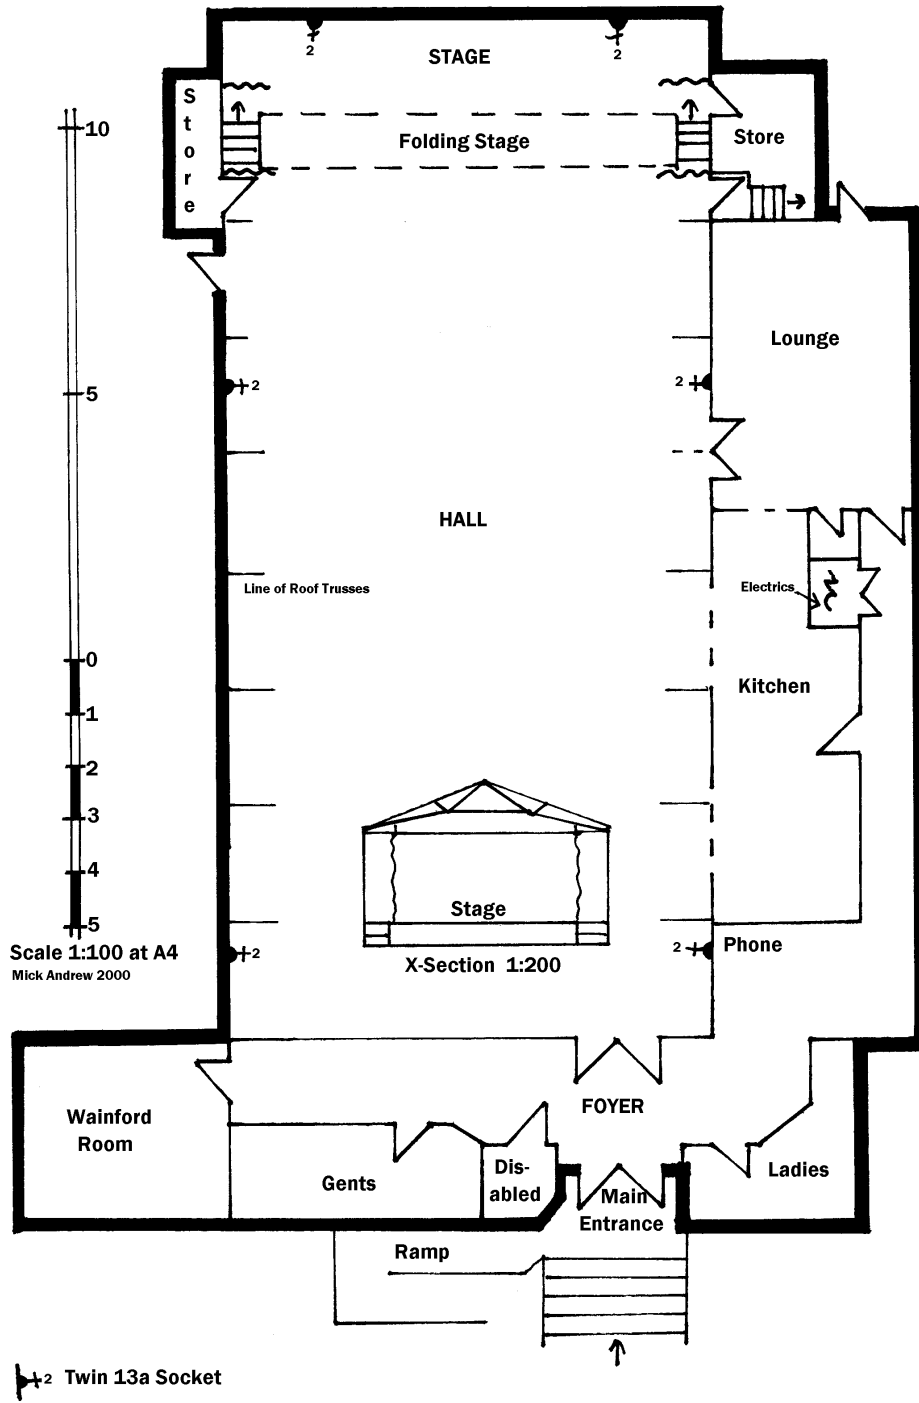 2
2
STAGE
S
t
o
r
e
10
Folding Stage
Store
Lounge
2
2
5
HALL
Line of Roof Trusses
Electrics
0
Kitchen
1
2
3
4
Stage
5
Scale 1:100 at A4
Mick Andrew 2000
2
X-Section 1:200
2
Phone
Wainford
Room
FOYER
Gents
Dis-
abled
Main
Entrance
Ladies
Ramp
2 Twin 13a Socket